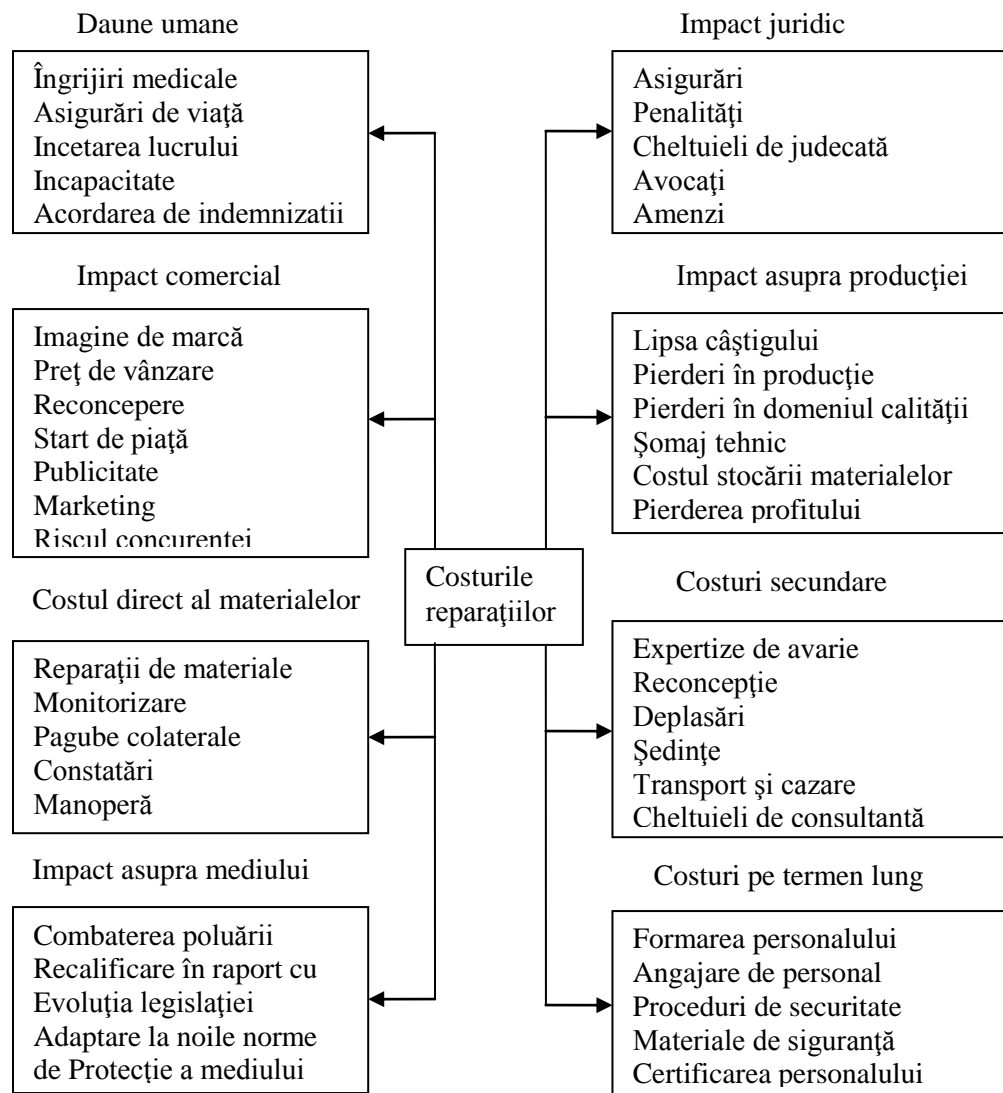 Daune umane
Îngrijiri medicale
Asigurări de viaţă
Incetarea lucrului
Incapacitate
Acordarea de indemnizatii
Impact juridic
Asigurări
Penalităţi
Cheltuieli de judecată
Avocaţi
Amenzi
Impact comercial
Imagine de marcă
Preţ de vânzare
Reconcepere
Start de piaţă
Publicitate
Marketing
Riscul concurentei
Impact asupra producţiei
Lipsa câştigului
Pierderi în producţie
Pierderi în domeniul calităţii
Şomaj tehnic
Costul stocării materialelor
Pierderea profitului
Costurile
reparaţiilor
Costul direct al materialelor
Reparaţii de materiale
Monitorizare
Pagube colaterale
Constatări
Manoperă
Costuri secundare
Expertize de avarie
Reconcepţie
Deplasări
Şedinţe
Transport şi cazare
Cheltuieli de consultantă
Impact asupra mediului
Combaterea poluării
Recalificare în raport cu
Evoluţia legislaţiei
Adaptare la noile norme
de Protecţie a mediului
Costuri pe termen lung
Formarea personalului
Angajare de personal
Proceduri de securitate
Materiale de siguranţă
Certificarea personalului